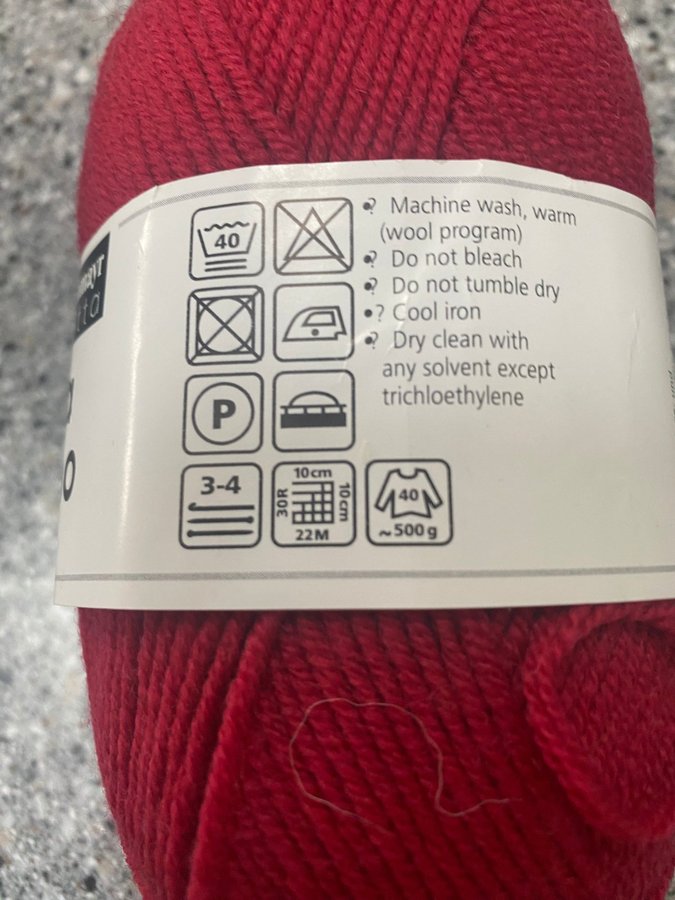 40
Machine wash, warm
(wool program)
Do not bleach
Do not tumble dry
Cool iron
Dry clean with
any solvent except
trichloethylene
P
3-4
10cm
30R
10cm
22M
40
~500g